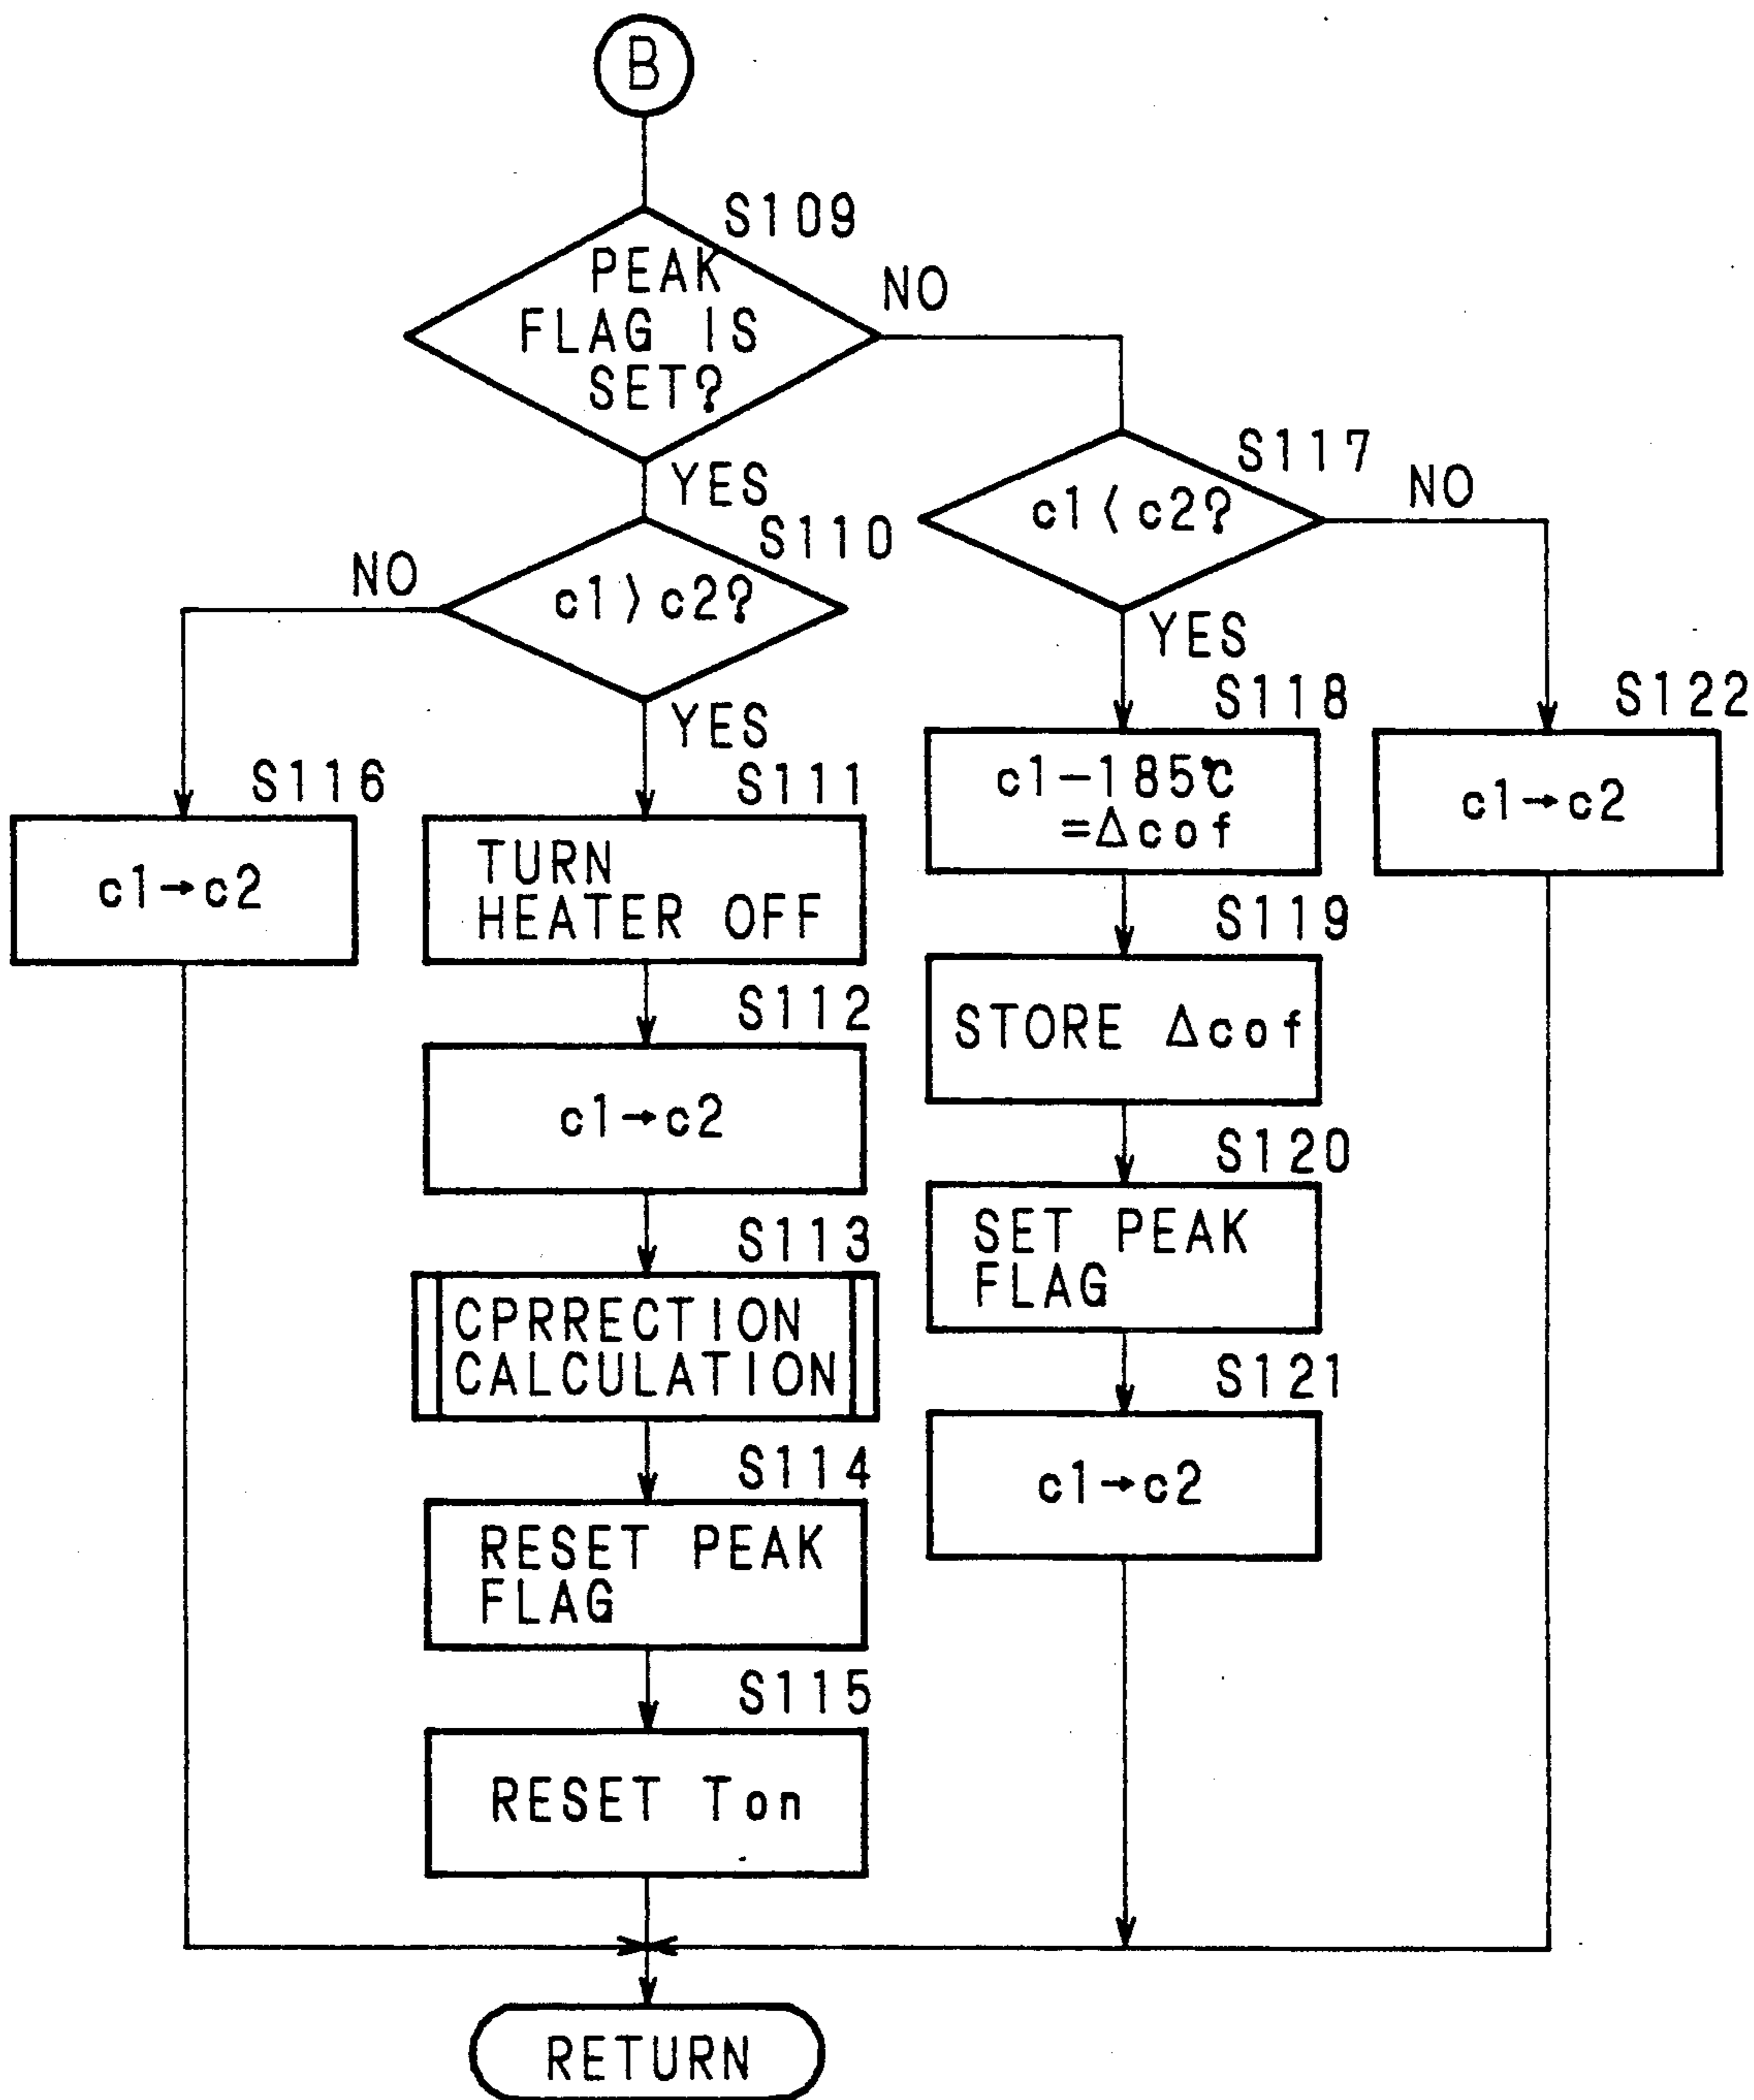 B
S109
PEAK
FLAG IS
SET?
NO
YES
S110
c1>c2?
NO
YES
S117
c1<c2?
NO
YES
S116
c1→c2
S111
TURN
HEATER OFF
S112
c1→c2
S113
CPRRECTION
CALCULATION
S114
RESET PEAK
FLAG
S115
RESET Ton
S118
c1-185℃
=Δcof
S119
STORE Δcof
S120
SET PEAK
FLAG
S121
c1→c2
S122
c1→c2
RETURN